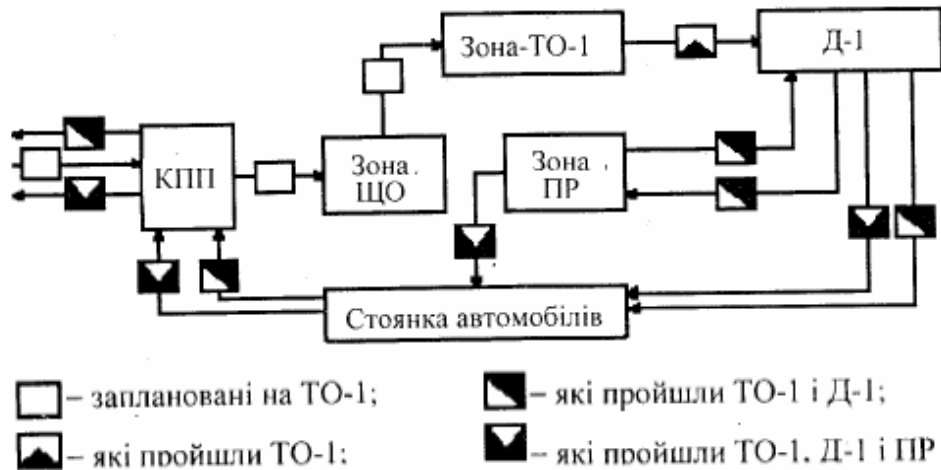 Зона-ТО-1
Д-1
КПП
Зона
ЩО
Зона
ПР
Стоянка автомобілів
– заплановані на ТО-1;
– які пройшли ТО-1 і Д-1;
– які пройшли ТО-1;
– які пройшли ТО-1, Д-1 і ПР